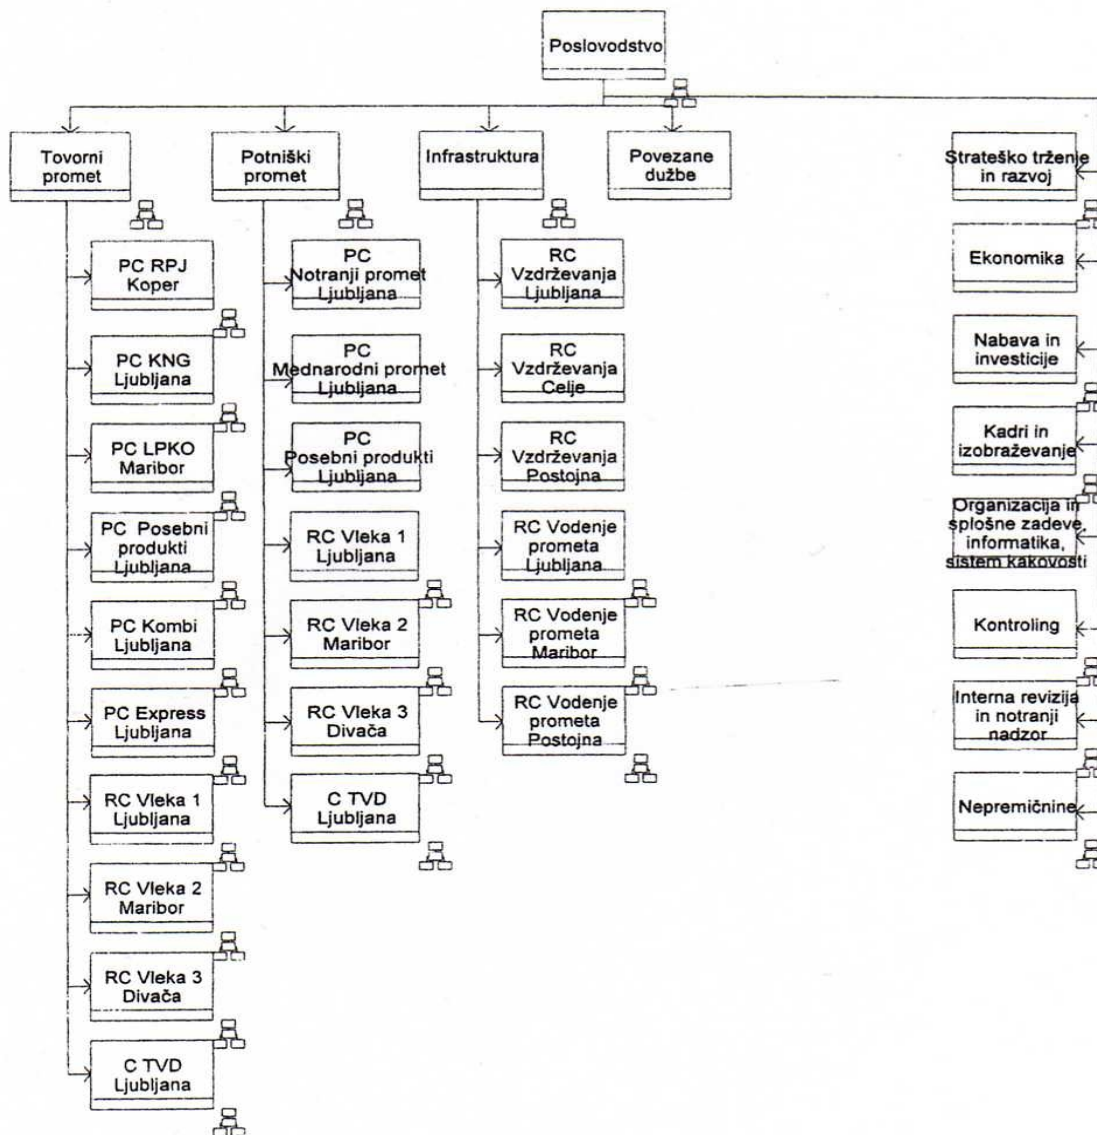 Poslovodstvo
Tovorni
promet
Potniški
promet
Infrastruktura
Povezane
dužbe
PC RPJ
Koper
PC KNG
Ljubljana
PC LPKO
Maribor
PC Posebni
produkti
Ljubljana
PC Kombi
Ljubljana
PC Express
Ljubljana
RC Vleka 1
Ljubljana
RC Vleka 2
Maribor
RC Vleka 3
Divača
C TVD
Ljubljana
PC
Notranji promet
Ljubljana
PC
Mednarodni promet
Ljubljana
PC
Posebni produkti
Ljubljana
RC Vleka 1
Ljubljana
RC Vleka 2
Maribor
RC Vleka 3
Divača
C TVD
Ljubljana
RC
Vzdrževanja
Ljubljana
RC
Vzdrževanja
Celje
RC
Vzdrževanja
Postojna
RC Vodenje
prometa
Ljubljana
RC Vodenje
prometa
Maribor
RC Vodenje
prometa
Postojna
Strateško trženje
in razvoj
Ekonomika
Nabava in
investicije
Kadri in
izobraževanje
Organizacija in
splošne zadeve,
informatika,
sistem kakovosti
Kontroling
Interna revizija
in notranji
nadzor
Nepremičnine